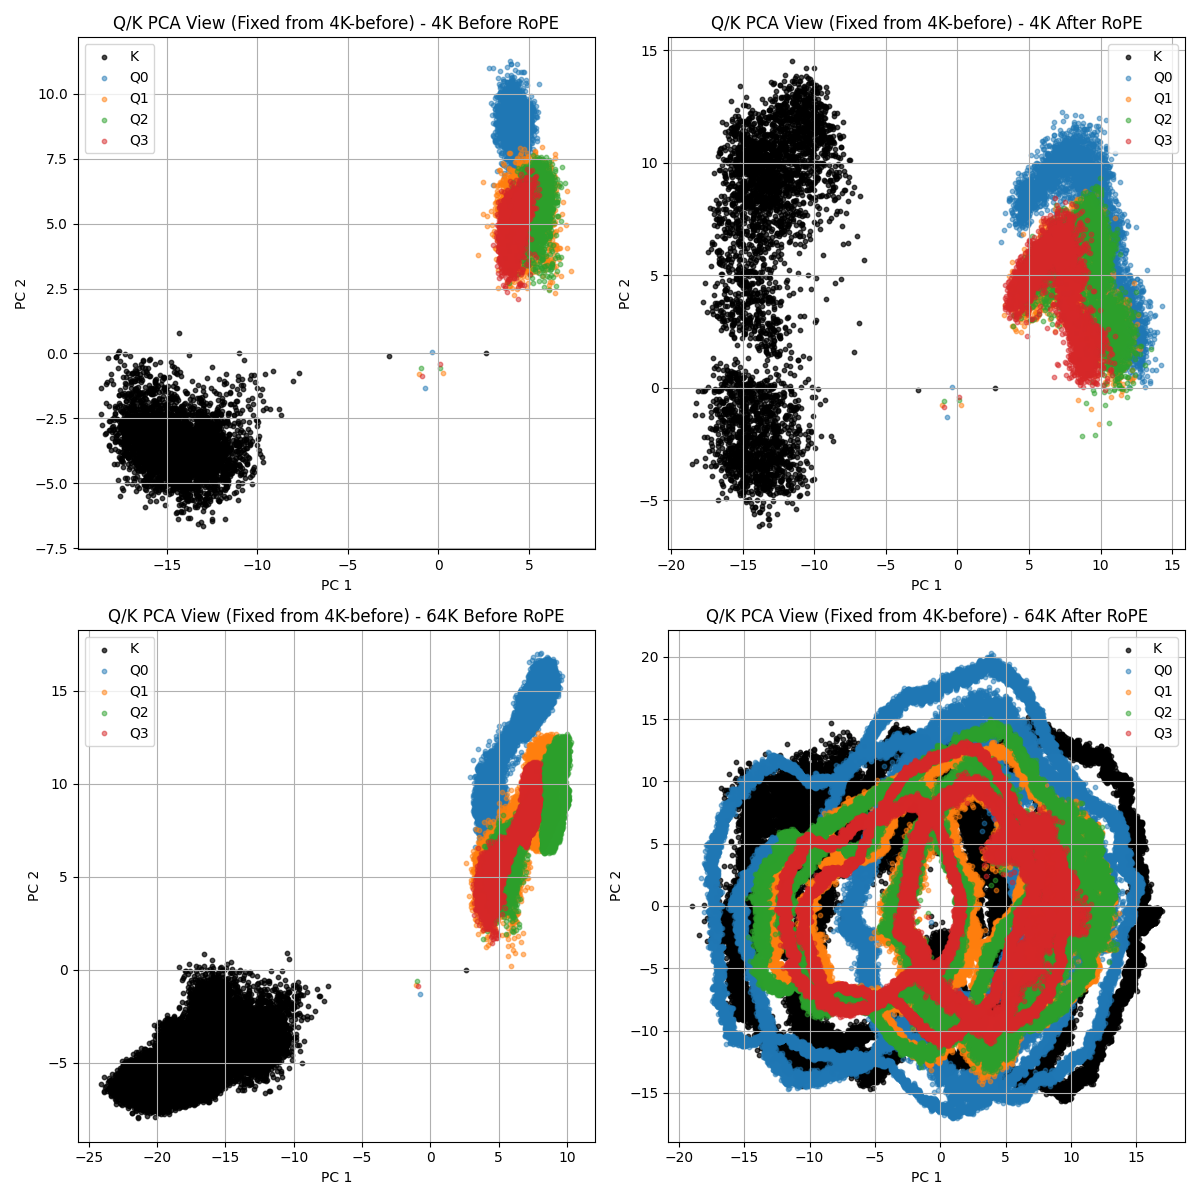 Q/K PCA View (Fixed from 4K-before) - 4K Before RoPE
K
Q0
Q1
Q2
Q3
10.0
7.5
5.0
2.5
0.0
−2.5
−5.0
−7.5
PC 2
−15
−10
−5
0
5
PC 1
Q/K PCA View (Fixed from 4K-before) - 4K After RoPE
K
Q0
Q1
Q2
Q3
15
10
5
0
−5
PC 2
−20
−15
−10
−5
0
5
10
15
PC 1
Q/K PCA View (Fixed from 4K-before) - 64K Before RoPE
K
Q0
Q1
Q2
Q3
15
10
5
0
−5
PC 2
−25
−20
−15
−10
−5
0
5
10
PC 1
Q/K PCA View (Fixed from 4K-before) - 64K After RoPE
K
Q0
Q1
Q2
Q3
20
15
10
5
0
−5
−10
−15
PC 2
−20
−15
−10
−5
0
5
10
15
PC 1